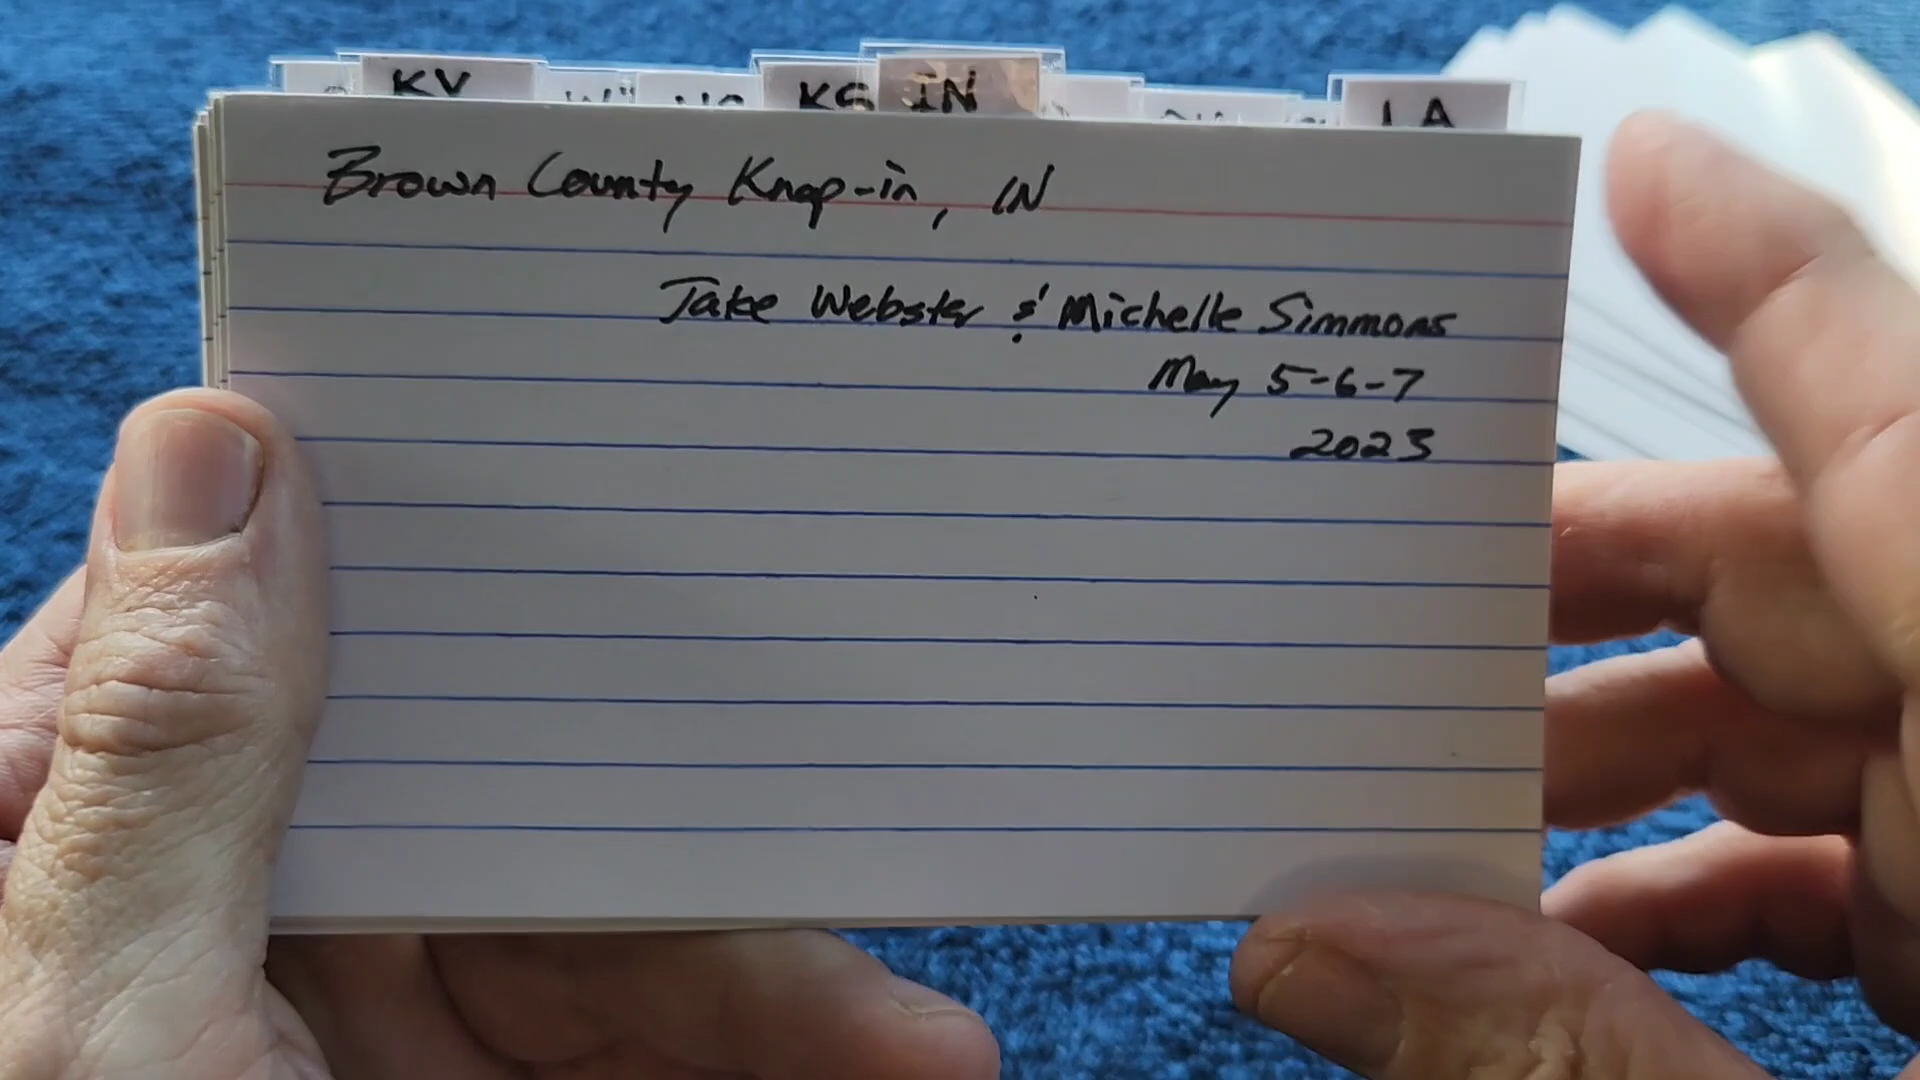 KY KS IN LA
Brown County Knap-in, IN
Jake Webster & Michelle Simmons
May 5-6-7
2023